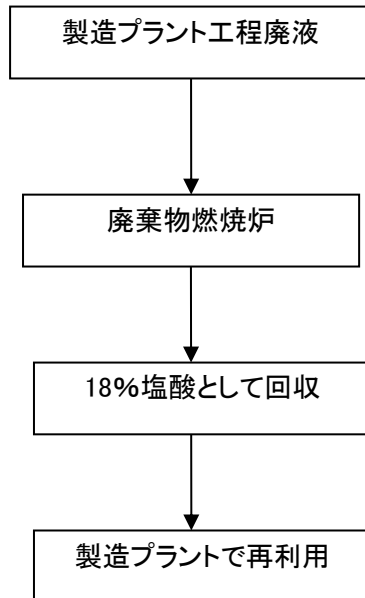 製造プラント工程廃液
廃棄物燃焼炉
18%塩酸として回収
製造プラントで再利用